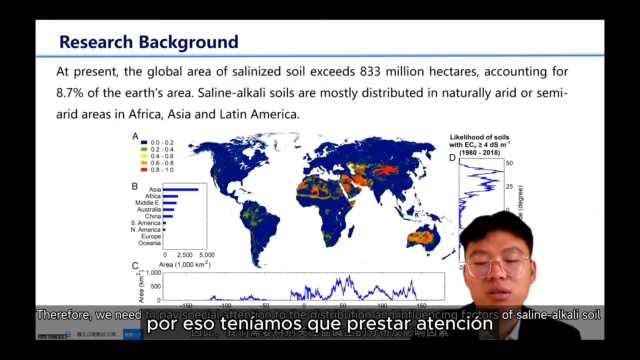 Research Background
At present, the global area of salinized soil exceeds 833 million hectares, accounting for
8.7% of the earth's area. Saline-alkali soils are mostly distributed in naturally arid or semi-
arid areas in Africa, Asia and Latin America.
A
0.0 - 0.2
0.2 - 0.4
0.4 - 0.6
0.6 - 0.8
0.8 - 1.0
Likelihood of soils
with ECe ≥ 4 dS m⁻¹
(1980 - 2018)
D
50
25
0
(degree)
B
Asia
Africa
Middle E.
Australia
China
S. America
N. America
Europe
Oceania
0 2,500 5,000
Area (1,000 km²)
C
Area (km²)
1,000
500
0
-150 -100 -50 0 50 100 150
Therefore, we need to pay special attention to the distribution and influencing factors of saline-alkali soil
por eso teníamos que prestar atención